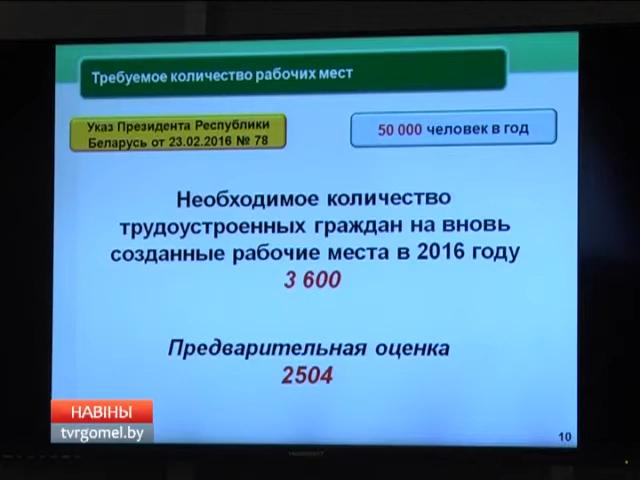 Требуемое количество рабочих мест
Указ Президента Республики
Беларусь от 23.02.2016 № 78
50 000 человек в год
Необходимое количество
трудоустроенных граждан на вновь
созданные рабочие места в 2016 году
3 600
Предварительная оценка
2504
НАВІНЫ
tvrgomel.by
10